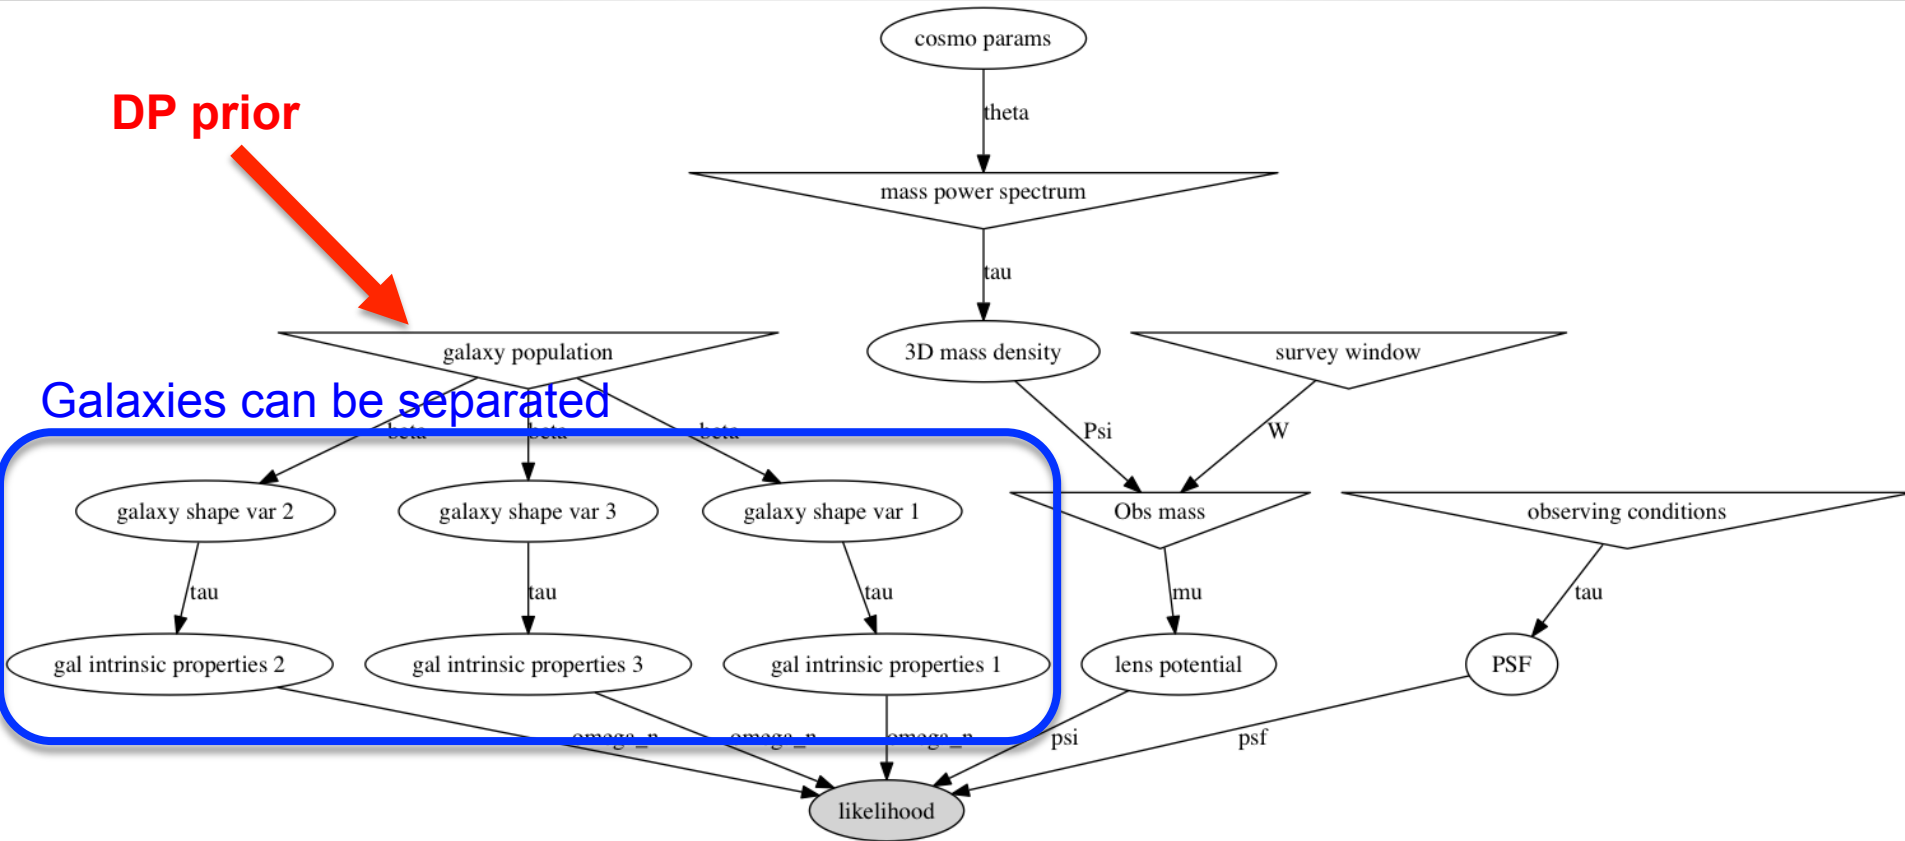 cosmo params
DP prior
theta
mass power spectrum
tau
galaxy population
3D mass density
survey window
Galaxies can be separated
beta
beta
beta
Psi
W
galaxy shape var 2
galaxy shape var 3
galaxy shape var 1
Obs mass
observing conditions
tau
tau
tau
mu
tau
gal intrinsic properties 2
gal intrinsic properties 3
gal intrinsic properties 1
lens potential
PSF
omega_n
omega_n
omega_n
psi
psf
likelihood